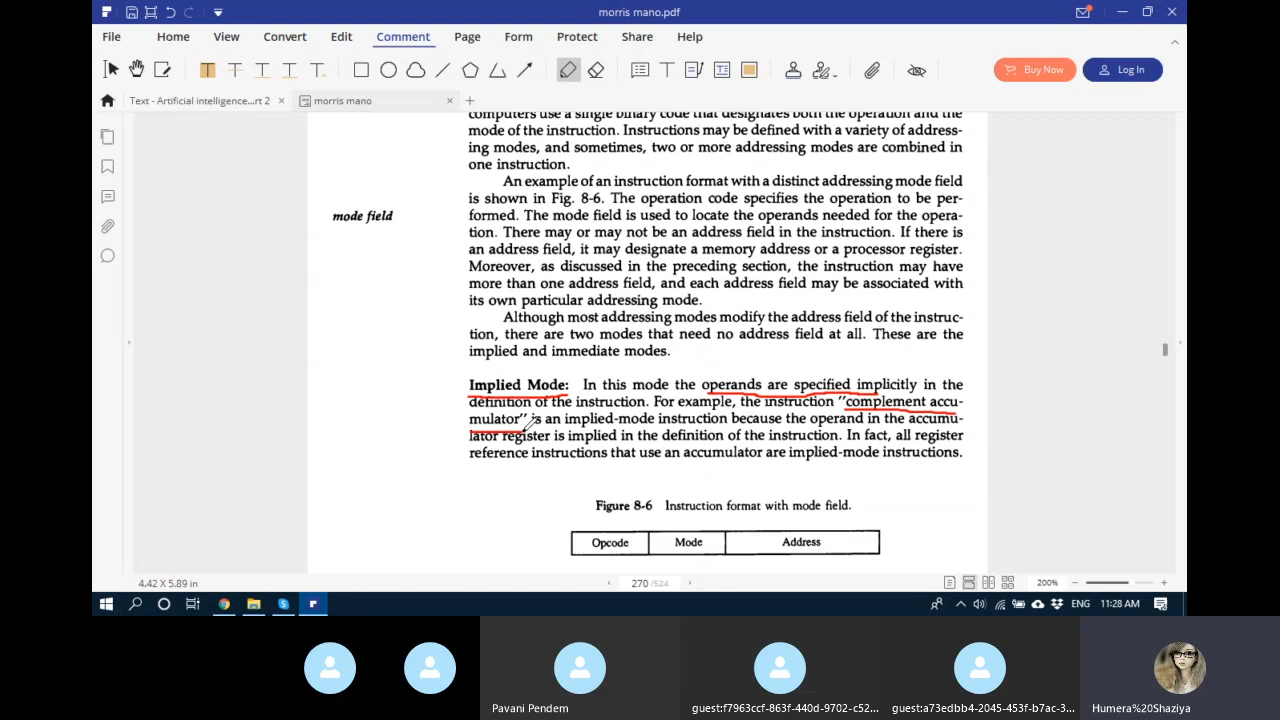 morris mano.pdf
File Home View Convert Edit Comment Page Form Protect Share Help
Buy Now Log In
Text - Artificial intelligence...rt 2 morris mano
computers use a single binary code that designates both the operation and the
mode of the instruction. Instructions may be defined with a variety of address-
ing modes, and sometimes, two or more addressing modes are combined in
one instruction.
An example of an instruction format with a distinct addressing mode field
is shown in Fig. 8-6. The operation code specifies the operation to be per-
mode field
formed. The mode field is used to locate the operands needed for the opera-
tion. There may or may not be an address field in the instruction. If there is
an address field, it may designate a memory address or a processor register.
Moreover, as discussed in the preceding section, the instruction may have
more than one address field, and each address field may be associated with
its own particular addressing mode.
Although most addressing modes modify the address field of the instruc-
tion, there are two modes that need no address field at all. These are the
implied and immediate modes.
Implied Mode: In this mode the operands are specified implicitly in the
definition of the instruction. For example, the instruction "complement accu-
mulator" is an implied-mode instruction because the operand in the accumu-
lator register is implied in the definition of the instruction. In fact, all register
reference instructions that use an accumulator are implied-mode instructions.
Figure 8-6 Instruction format with mode field.
Opcode Mode Address
4.42 X 5.89 in 270 /524 200%
ENG 11:28 AM
Pavani Pendem guest:f7963ccf-863f-440d-9702-c52... guest:a73edbb4-2045-453f-b7ac-3... Humera%20Shaziya